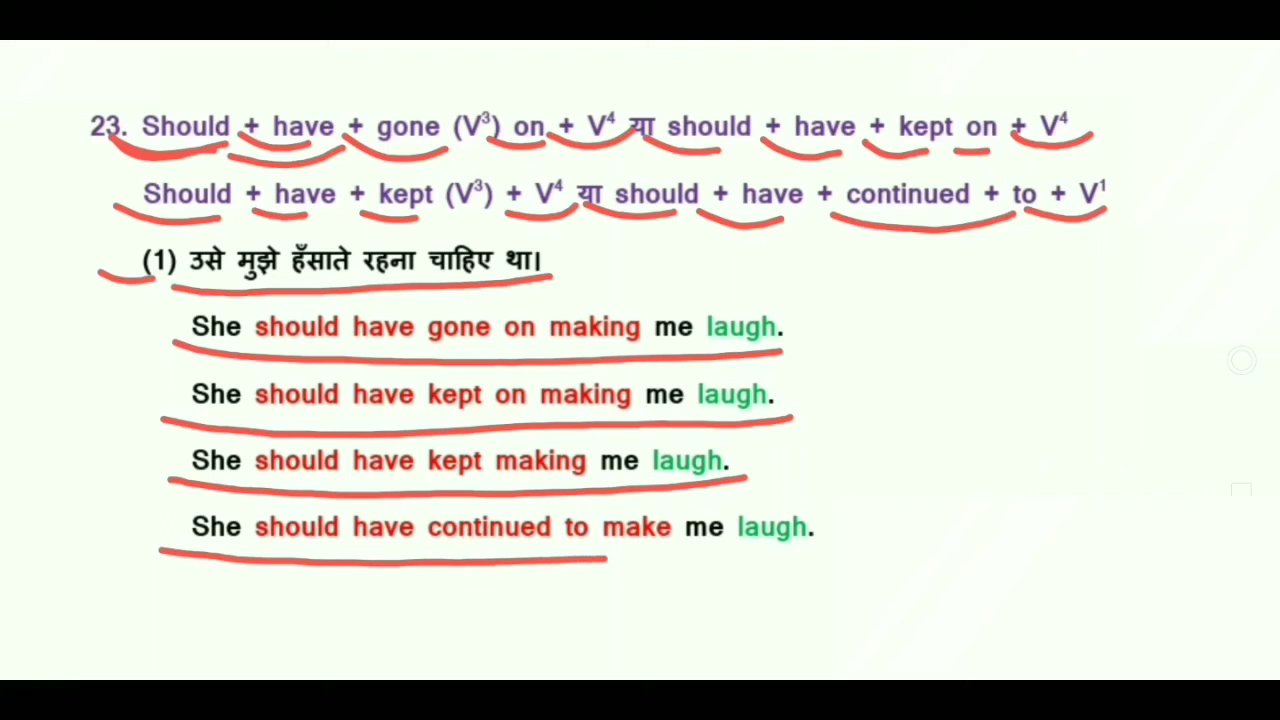 23. Should + have + gone (V³) on + V⁴ या should + have + kept on + V⁴
Should + have + kept (V³) + V⁴ या should + have + continued + to + V¹
(1) उसे मुझे हँसाते रहना चाहिए था।
She should have gone on making me laugh.
She should have kept on making me laugh.
She should have kept making me laugh.
She should have continued to make me laugh.